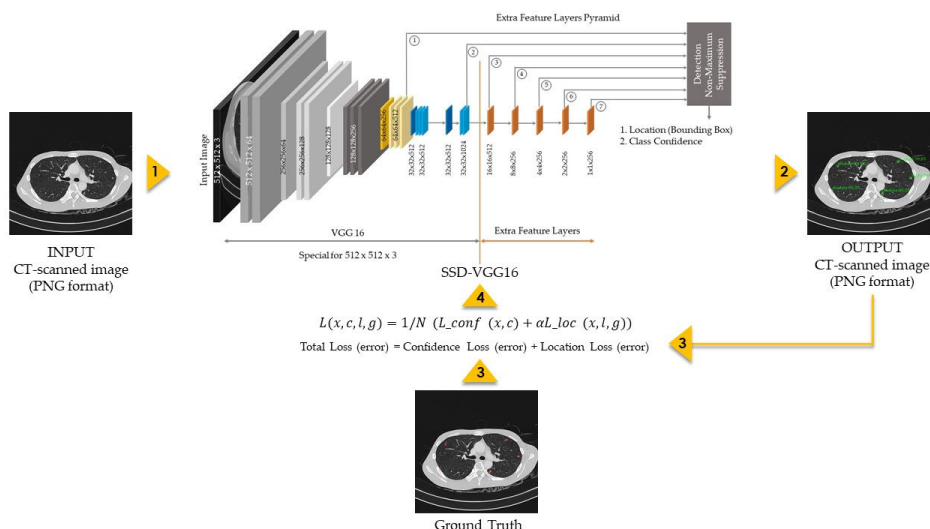 Extra Feature Layers Pyramid
1
2
3
4
5
6
7
Detection
Non-Maximum
Suppression
1. Location (Bounding Box)
2. Class Confidence
Input Image
512 x 512 x 3
512 x 512 x 64
256x256x64
256x256x128
128x128x128
128x128x256
64x64x256
64x64x512
32x32x512
32x32x512
32x32x512
32x32x1024
16x16x512
8x8x256
4x4x256
2x2x256
1x1x256
VGG 16
Extra Feature Layers
Special for 512 x 512 x 3
SSD-VGG16
1
INPUT
CT-scanned image
(PNG format)
2
OUTPUT
CT-scanned image
(PNG format)
4
L(x,c,l,g) = 1/N (L_conf (x,c) + αL_loc (x,l,g))
Total Loss (error) = Confidence Loss (error) + Location Loss (error)
3
3
Ground Truth